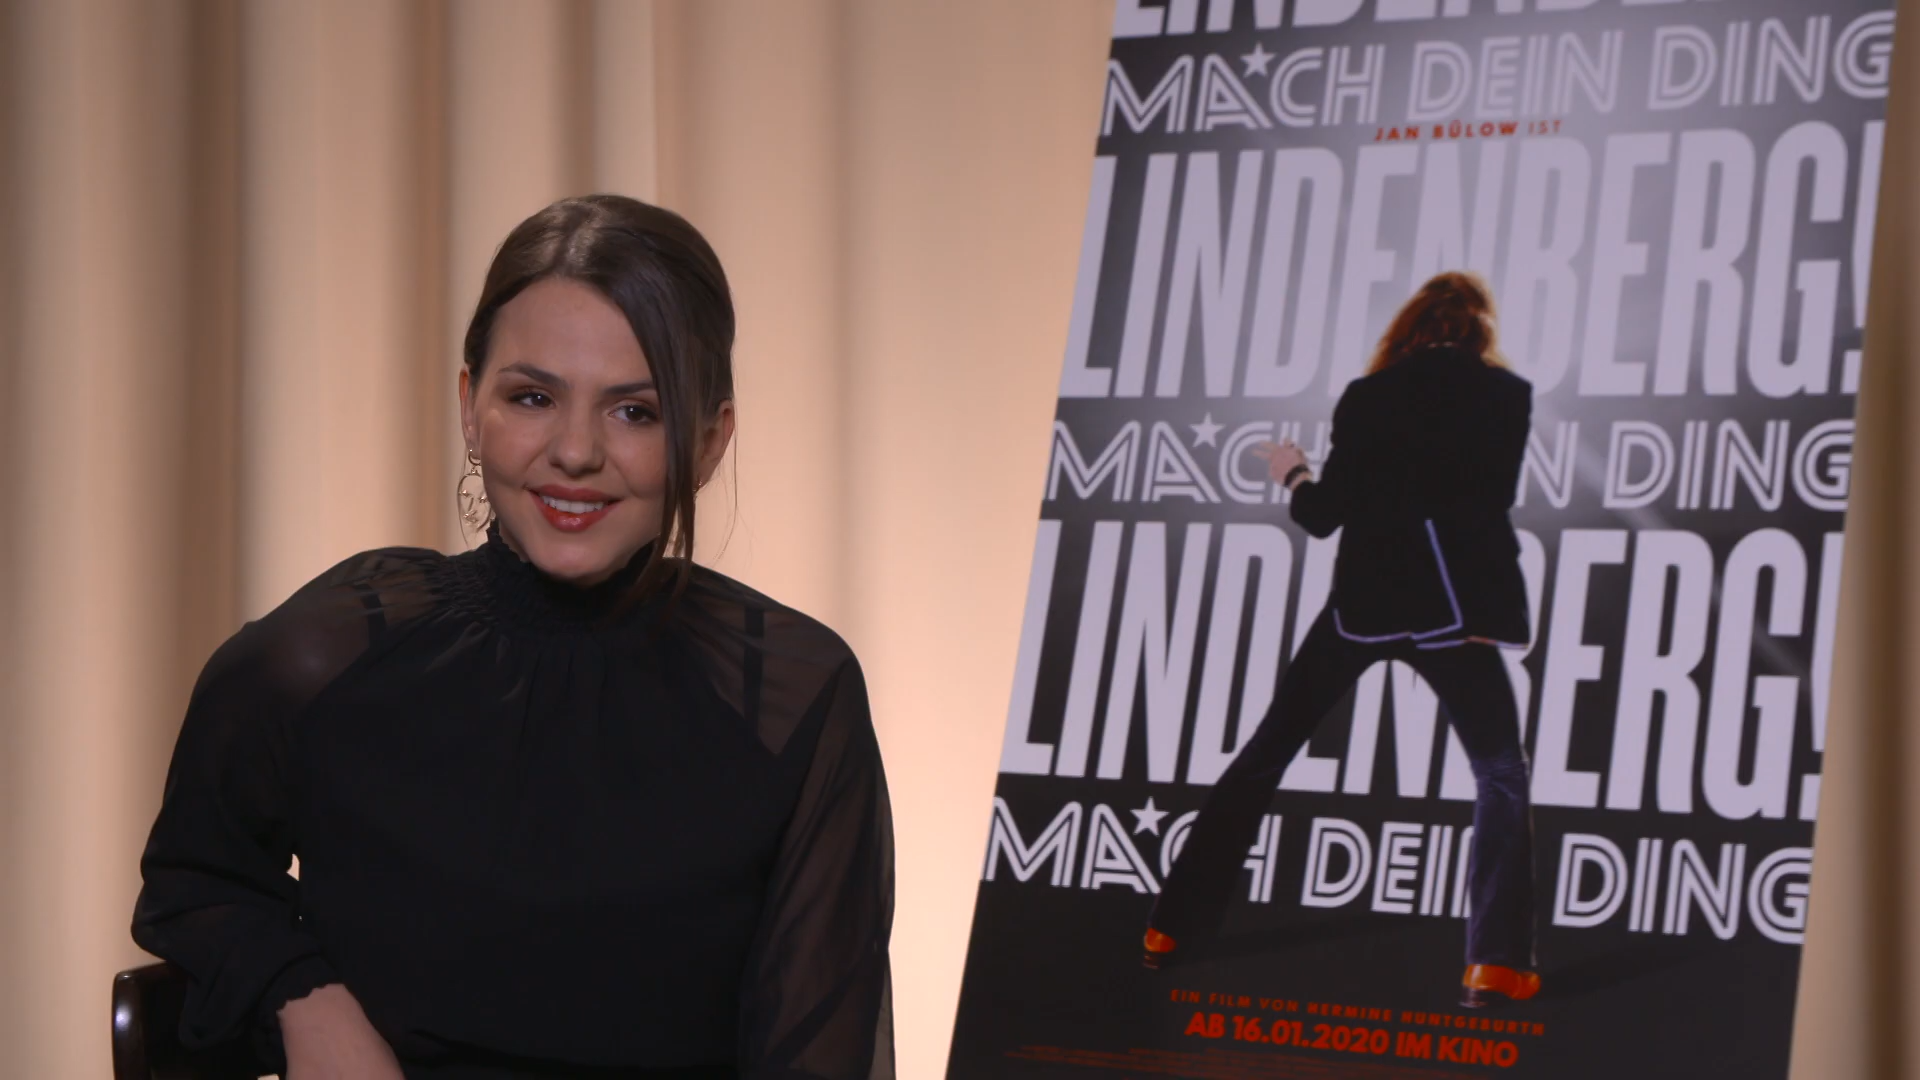 LINDENBERG!
MACH DEIN DING
JAN BÜLOW IST
LINDENBERG!
MACH DEIN DING
LINDENBERG!
MACH DEIN DING
EIN FILM VON HERMINE HUNTGEBURTH
AB 16.01.2020 IM KINO